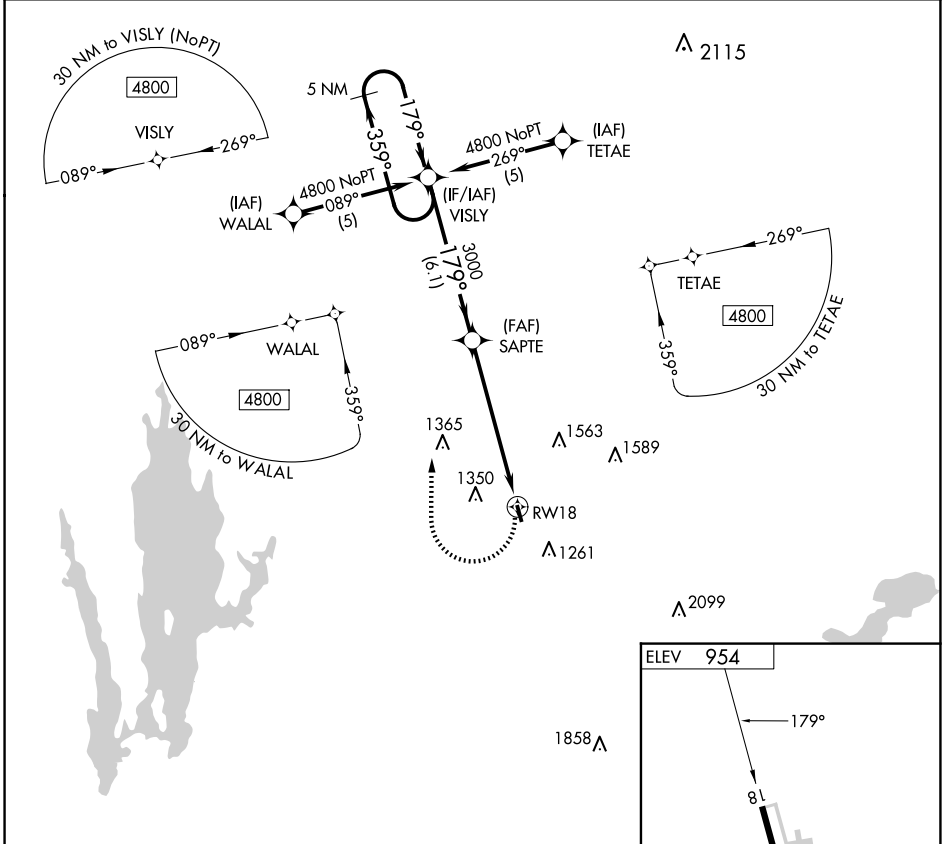 30 NM to VISLY (NoPT)
4800
VISLY
089°
269°
2115
5 NM
179°
359°
4800 NoPT
269°
(5)
(IAF)
TETAE
4800 NoPT
089°
(5)
(IAF)
WALAL
(IF/IAF)
VISLY
3000
179°
(6.1)
(FAF)
SAPTE
269°
TETAE
4800
359°
30 NM to TETAE
089°
WALAL
4800
359°
30 NM to WALAL
1365
1563
1589
1350
RW18
1261
2099
1858
ELEV 954
179°
18